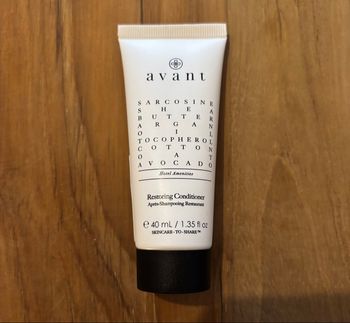 avant
SARCOSINE
SHE
BUTTER
ARGAN
TOCOPHEROL
COTTON
AVOCADO
Hotel Amenities
Restoring Conditioner
Après-Shampooing Restaurant
℮ 40 mL / 1.35 fl oz
SKINCARE-TO-SHARE™